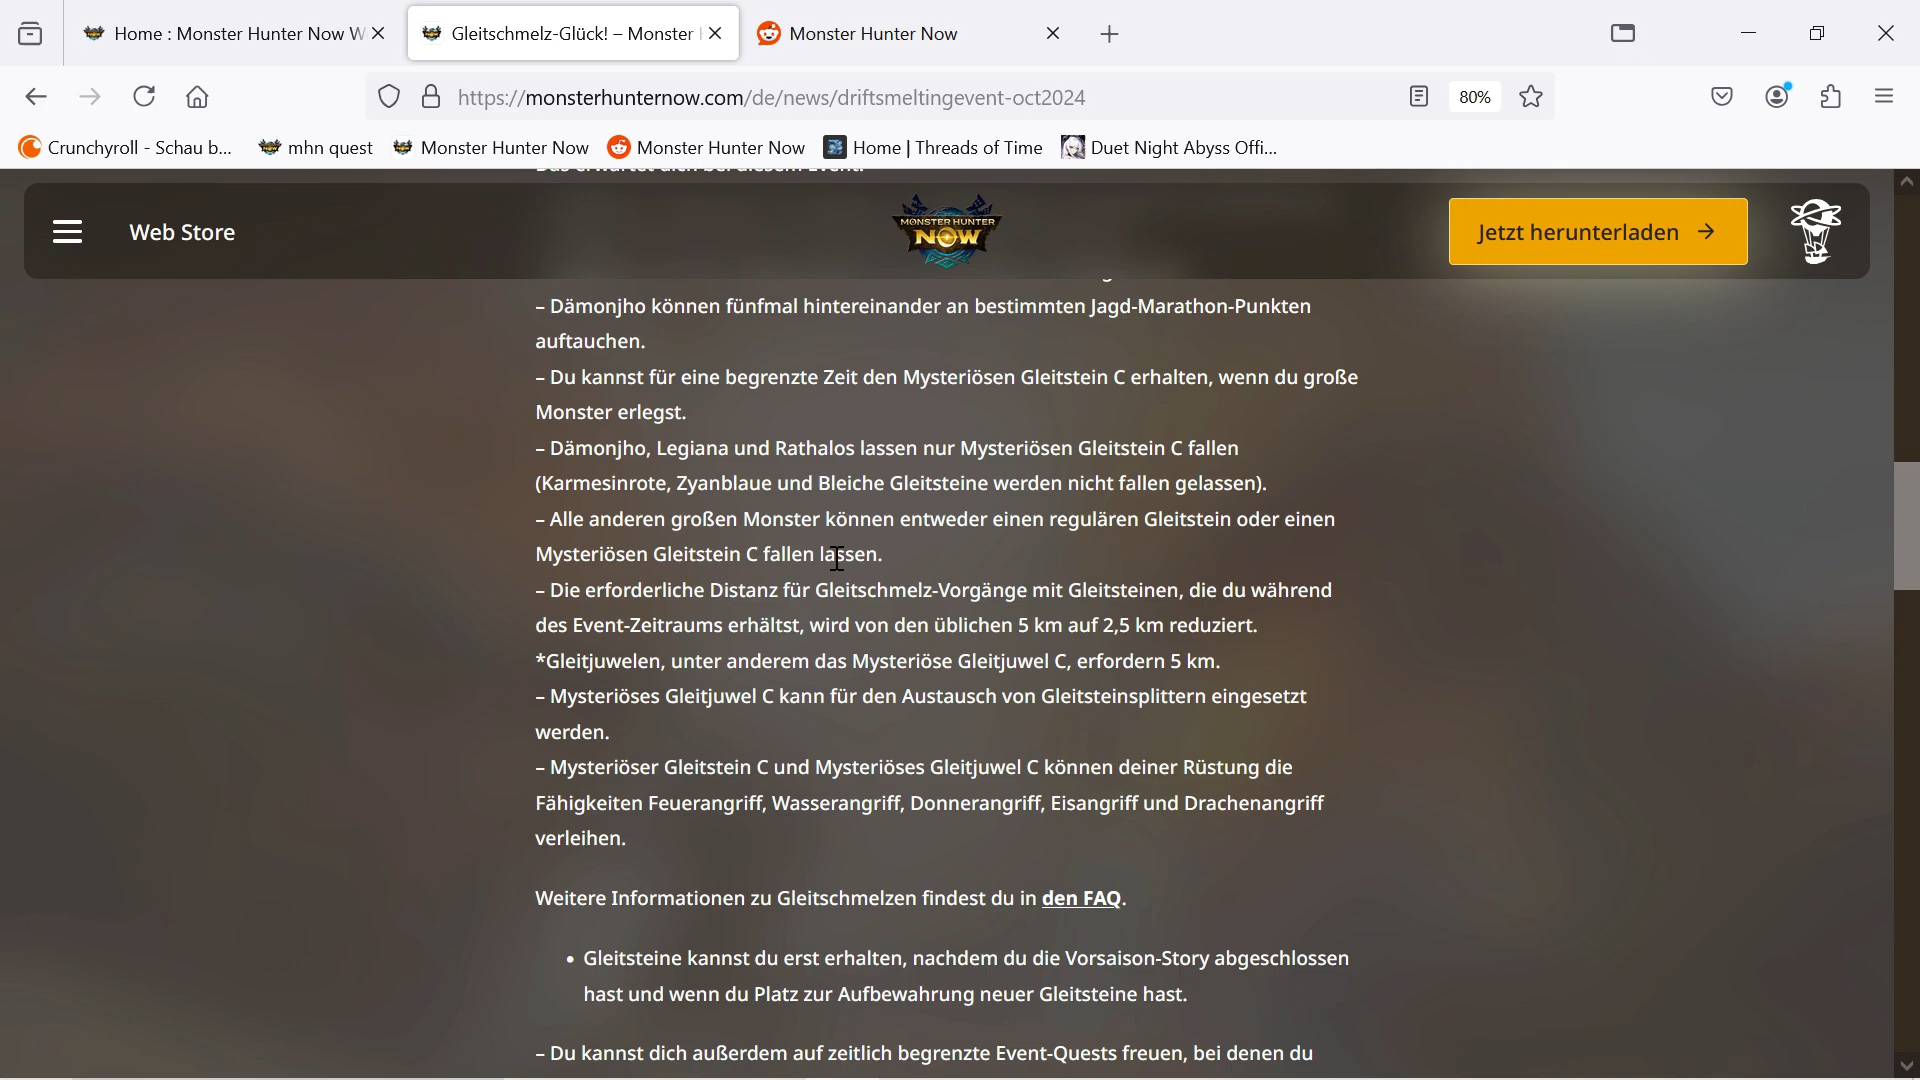 Home : Monster Hunter Now W
Gleitschmelz-Glück! – Monster
Monster Hunter Now
https://monsterhunternow.com/de/news/driftsmeltingevent-oct2024
80%
Crunchyroll - Schau b...
mhn quest
Monster Hunter Now
Monster Hunter Now
Home | Threads of Time
Duet Night Abyss Offi...
Web Store
MONSTER HUNTER
NOW
Jetzt herunterladen
– Dämonjho können fünfmal hintereinander an bestimmten Jagd-Marathon-Punkten
auftauchen.
– Du kannst für eine begrenzte Zeit den Mysteriösen Gleitstein C erhalten, wenn du große
Monster erlegst.
– Dämonjho, Legiana und Rathalos lassen nur Mysteriösen Gleitstein C fallen
(Karmesinrote, Zyanblaue und Bleiche Gleitsteine werden nicht fallen gelassen).
– Alle anderen großen Monster können entweder einen regulären Gleitstein oder einen
Mysteriösen Gleitstein C fallen lassen.
– Die erforderliche Distanz für Gleitschmelz-Vorgänge mit Gleitsteinen, die du während
des Event-Zeitraums erhältst, wird von den üblichen 5 km auf 2,5 km reduziert.
*Gleitjuwelen, unter anderem das Mysteriöse Gleitjuwel C, erfordern 5 km.
– Mysteriöses Gleitjuwel C kann für den Austausch von Gleitsteinsplittern eingesetzt
werden.
– Mysteriöser Gleitstein C und Mysteriöses Gleitjuwel C können deiner Rüstung die
Fähigkeiten Feuerangriff, Wasserangriff, Donnerangriff, Eisangriff und Drachenangriff
verleihen.
Weitere Informationen zu Gleitschmelzen findest du in den FAQ.
• Gleitsteine kannst du erst erhalten, nachdem du die Vorsaison-Story abgeschlossen
hast und wenn du Platz zur Aufbewahrung neuer Gleitsteine hast.
– Du kannst dich außerdem auf zeitlich begrenzte Event-Quests freuen, bei denen du